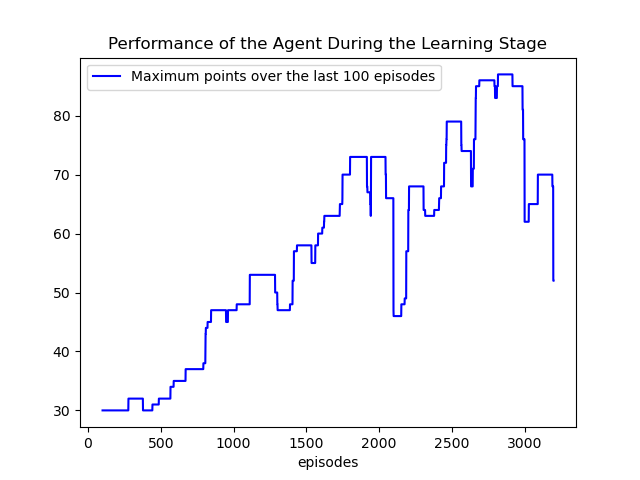 Performance of the Agent During the Learning Stage
Maximum points over the last 100 episodes
80
70
60
50
40
30
0 500 1000 1500 2000 2500 3000
episodes